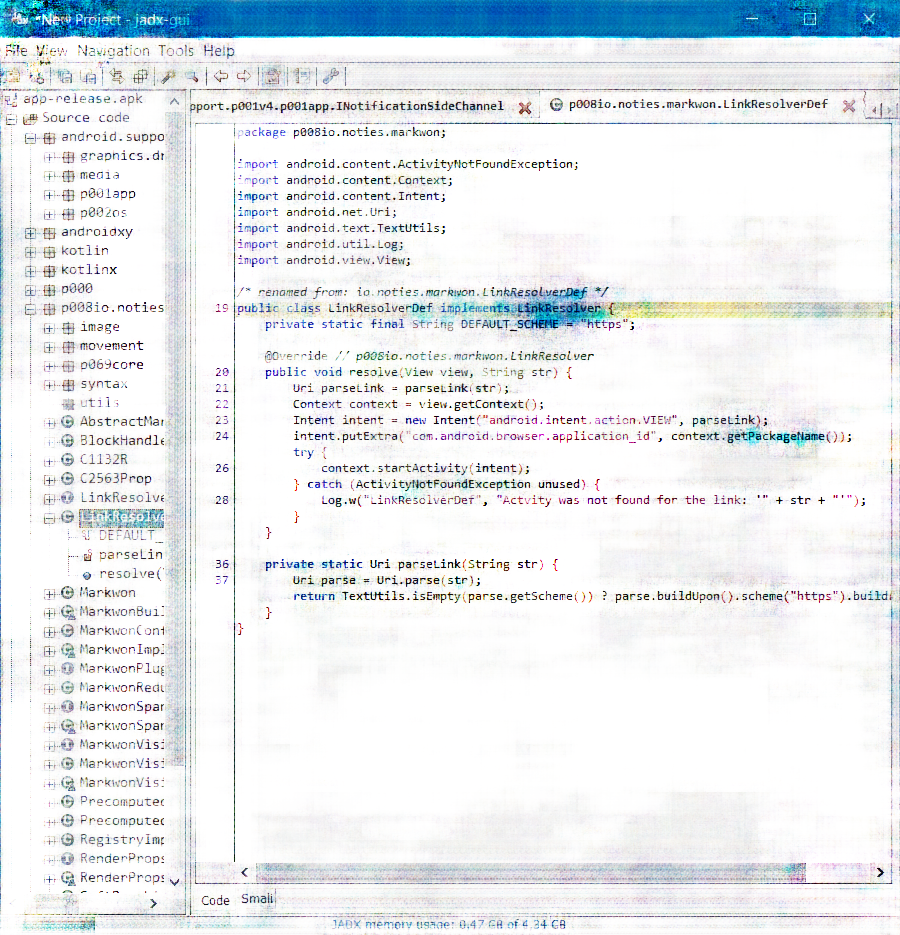 *New Project - jadx-gui
File View Navigation Tools Help
app-release.apk
Source code
android.suppo
graphics.dr
media
p001app
p002os
androidxy
kotlin
kotlinx
p000
p008io.noties
image
movement
p069core
syntax
utils
AbstractMar
BlockHandle
C1132R
C2563Prop
LinkResolve
LinkResolve
DEFAULT_
parseLin
resolve(
Markwon
MarkwonBuil
MarkwonConf
MarkwonImpl
MarkwonPlug
MarkwonRedu
MarkwonSpan
MarkwonSpan
MarkwonVisi
MarkwonVisi
MarkwonVisi
Precomputed
Precomputed
RegistryImp
RenderProps
RenderProps
pport.p001v4.p001app.INotificationSideChannel
p008io.noties.markwon.LinkResolverDef
package p008io.noties.markwon;
import android.content.ActivityNotFoundException;
import android.content.Context;
import android.content.Intent;
import android.net.Uri;
import android.text.TextUtils;
import android.util.Log;
import android.view.View;
/* renamed from: io.noties.markwon.LinkResolverDef */
19 public class LinkResolverDef implements LinkResolver {
private static final String DEFAULT_SCHEME = "https";
@Override // p008io.noties.markwon.LinkResolver
20 public void resolve(View view, String str) {
21 Uri parseLink = parseLink(str);
22 Context context = view.getContext();
23 Intent intent = new Intent("android.intent.action.VIEW", parseLink);
24 intent.putExtra("com.android.browser.application_id", context.getPackageName());
try {
26 context.startActivity(intent);
} catch (ActivityNotFoundException unused) {
28 Log.w("LinkResolverDef", "Actvity was not found for the link: '" + str + "'");
}
}
36 private static Uri parseLink(String str) {
37 Uri parse = Uri.parse(str);
return TextUtils.isEmpty(parse.getScheme()) ? parse.buildUpon().scheme("https").build
}
}
Code Smali
JADX memory usage: 0.47 GB of 4.34 GB